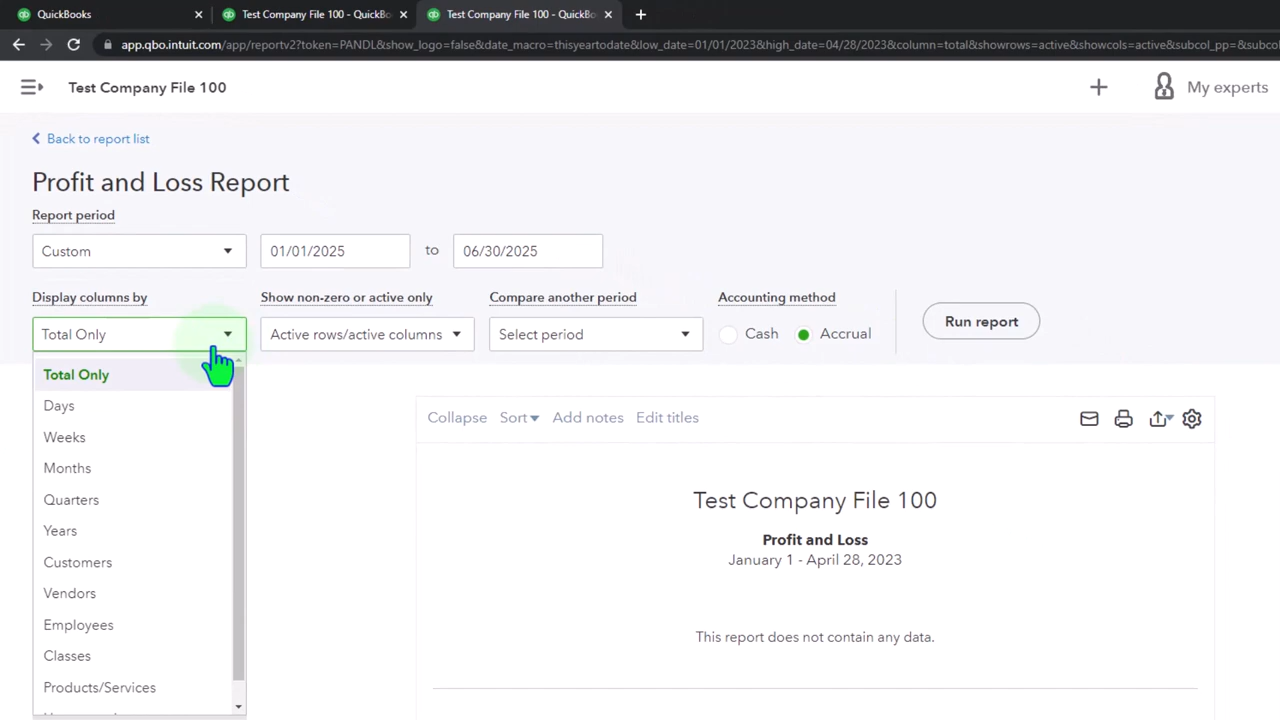 QuickBooks
Test Company File 100 - QuickBo
Test Company File 100 - QuickBo
app.qbo.intuit.com/app/reportv2?token=PANDL&show_logo=false&date_macro=thisyeartodate&low_date=01/01/2023&high_date=04/28/2023&column=total&showrows=active&showcols=active&subcol_pp=&subcol
Test Company File 100
My experts
Back to report list
Profit and Loss Report
Report period
Custom 01/01/2025 to 06/30/2025
Display columns by Show non-zero or active only Compare another period Accounting method
Total Only Active rows/active columns Select period Cash Accrual Run report
Total Only
Days
Weeks
Months
Quarters
Years
Customers
Vendors
Employees
Classes
Products/Services
Collapse Sort Add notes Edit titles
Test Company File 100
Profit and Loss
January 1 - April 28, 2023
This report does not contain any data.